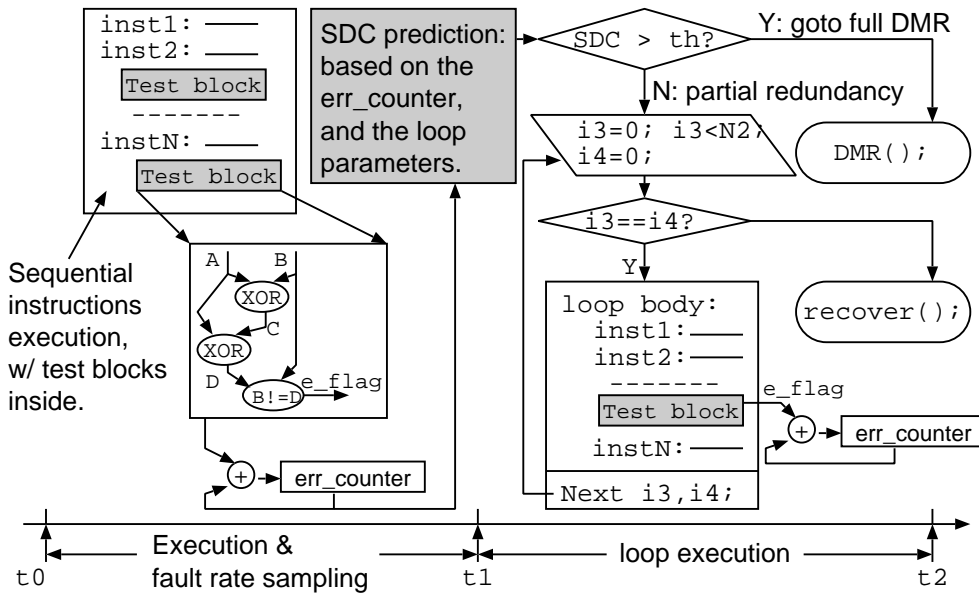 inst1:
inst2:
Test block
-------
instN:
Test block
Sequential
instructions
execution,
w/ test blocks
inside.
A
B
XOR
C
XOR
D
B!=D
e_flag
+
err_counter
SDC prediction:
based on the
err_counter,
and the loop
parameters.
SDC > th?
Y: goto full DMR
N: partial redundancy
DMR();
i3=0; i3<N2;
i4=0;
i3==i4?
Y
recover();
loop body:
inst1:
inst2:
-------
Test block
instN:
e_flag
+
err_counter
Next i3,i4;
t0
Execution &
fault rate sampling
t1
loop execution
t2